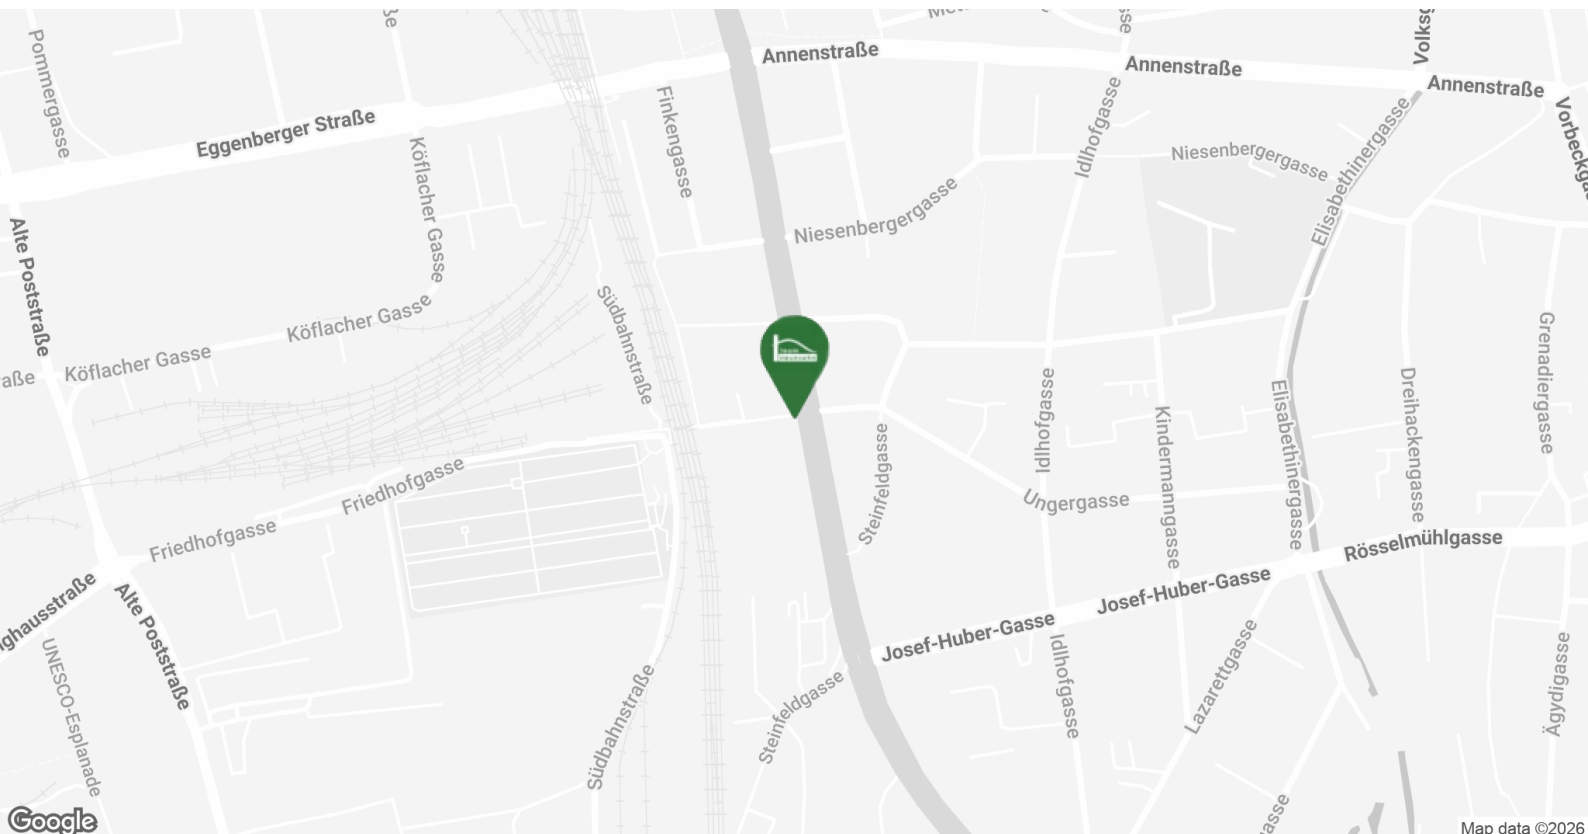 Annenstraße
Annenstraße
Annenstraße
Pommergasse
Eggenberger Straße
Finkengasse
Idlhofgasse
Niesenbergergasse
Elisabethinergasse
Köflacher Gasse
Niesenbergergasse
Alte Poststraße
Köflacher Gasse
Köflacher Gasse
Südbahnstraße
Grenadiergasse
Dreihackengasse
Idlhofgasse
Kindermanngasse
Elisabethinergasse
Steinfeldgasse
Friedhofgasse
Friedhofgasse
Ungergasse
Rösselmühlgasse
Josef-Huber-Gasse
Josef-Huber-Gasse
Alte Poststraße
UNESCO-Esplanade
Südbahnstraße
Steinfeldgasse
Idlhofgasse
Lazarettgasse
Ägydigasse
Google
Map data ©2026